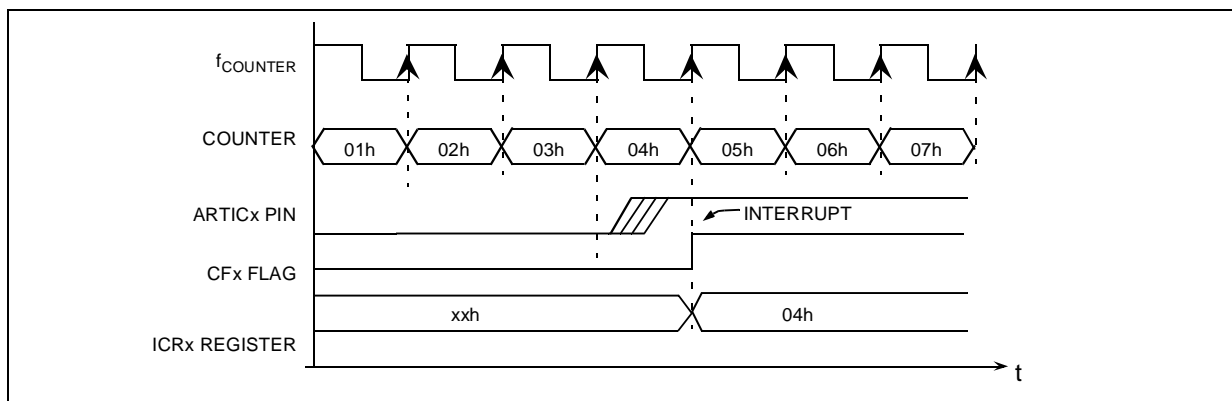 fCOUNTER
COUNTER
01h 02h 03h 04h 05h 06h 07h
ARTICx PIN
INTERRUPT
CFx FLAG
xxh 04h
ICRx REGISTER
t